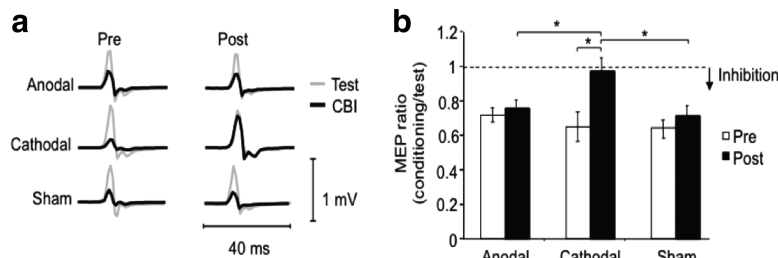 a
Pre
Post
Anodal
Cathodal
Sham
Test
CBI
1 mV
40 ms
b
MEP ratio
(conditioning/test)
1.2
1
0.8
0.6
0.4
0.2
0
*
*
*
Inhibition
Pre
Post
Anodal
Cathodal
Sham